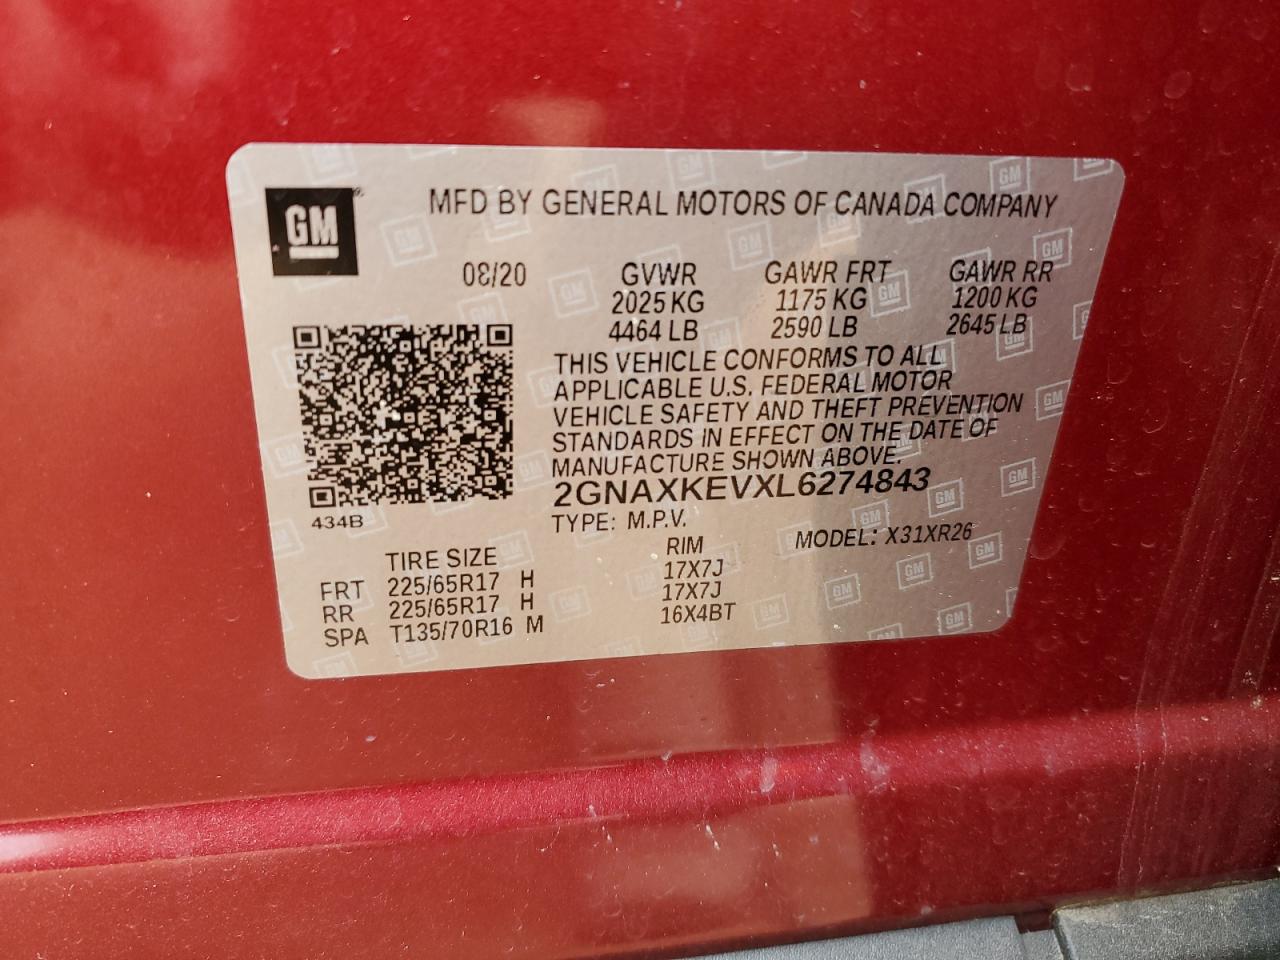 GM
MFD BY GENERAL MOTORS OF CANADA COMPANY
08/20 GVWR GAWR FRT GAWR RR
2025 KG 1175 KG 1200 KG
4464 LB 2590 LB 2645 LB
THIS VEHICLE CONFORMS TO ALL
APPLICABLE U.S. FEDERAL MOTOR
VEHICLE SAFETY AND THEFT PREVENTION
STANDARDS IN EFFECT ON THE DATE OF
MANUFACTURE SHOWN ABOVE.
2GNAXKEVXL6274843
434B
TYPE: M.P.V. MODEL: X31XR26
TIRE SIZE RIM
FRT 225/65R17 H 17X7J
RR 225/65R17 H 17X7J
SPA T135/70R16 M 16X4BT